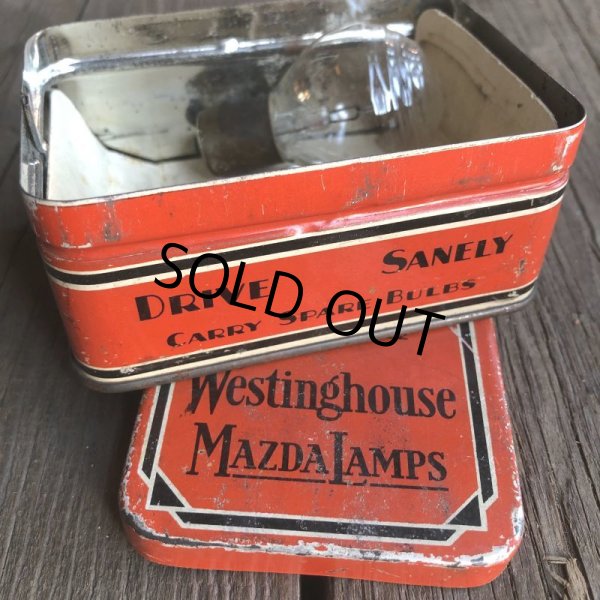 DRIVE SANELY
CARRY SPARE BULBS
SOLD OUT
Westinghouse
MAZDA LAMPS